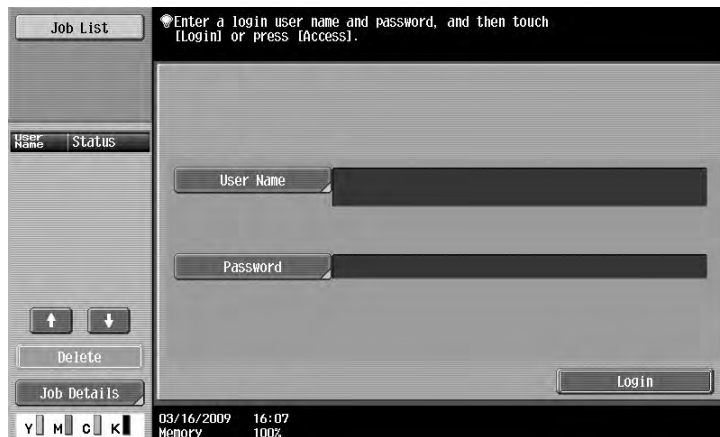 Job List
Enter a login user name and password, and then touch
[Login] or press [Access].
User
Name
Status
User Name
Password
Delete
Job Details
Login
Y M C K
03/16/2009 16:07
Memory 100%